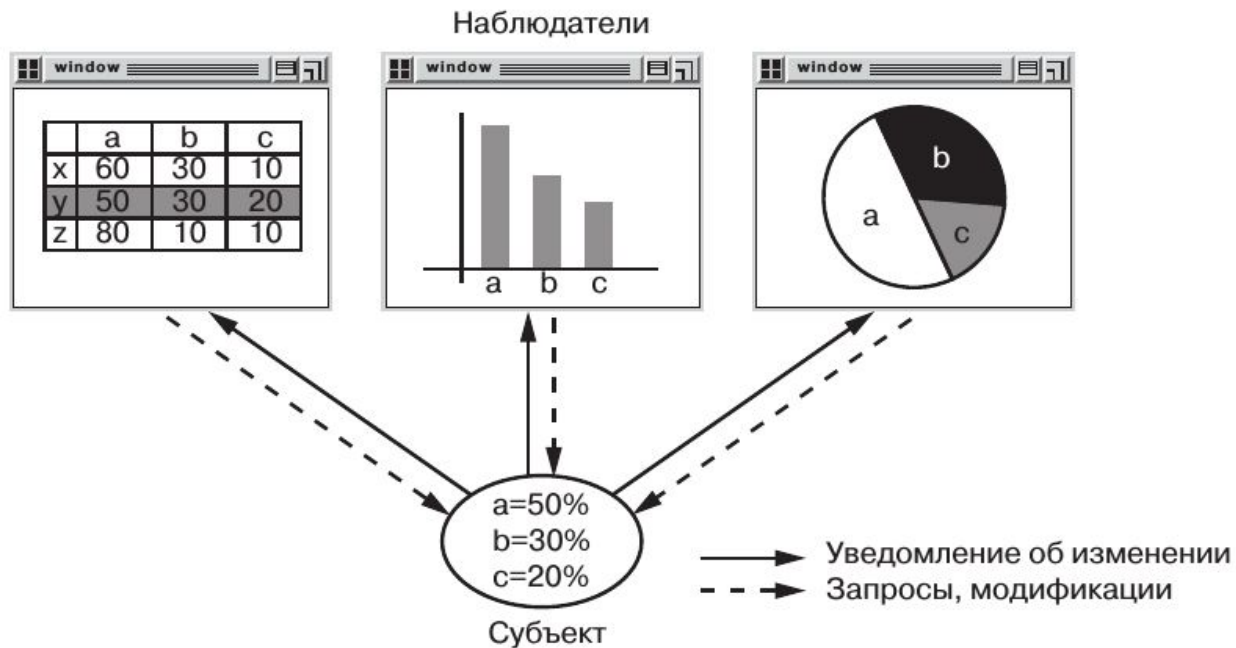 Наблюдатели
window
window
window
a b c
x 60 30 10
y 50 30 20
z 80 10 10
a b c
b
a
c
a=50%
b=30%
c=20%
Субъект
Уведомление об изменении
Запросы, модификации